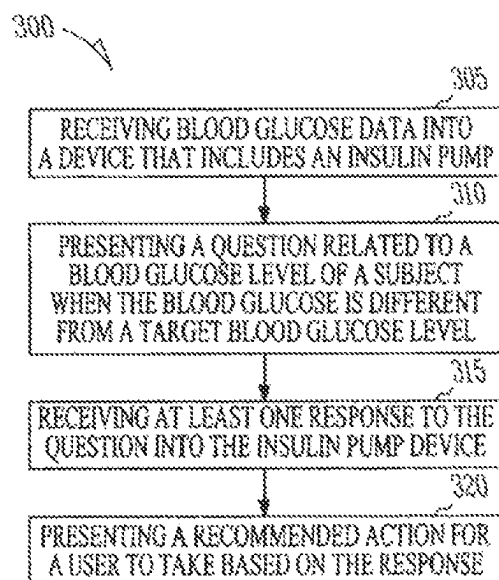 300
305
RECEIVING BLOOD GLUCOSE DATA INTO
A DEVICE THAT INCLUDES AN INSULIN PUMP
310
PRESENTING A QUESTION RELATED TO A
BLOOD GLUCOSE LEVEL OF A SUBJECT
WHEN THE BLOOD GLUCOSE IS DIFFERENT
FROM A TARGET BLOOD GLUCOSE LEVEL
315
RECEIVING AT LEAST ONE RESPONSE TO THE
QUESTION INTO THE INSULIN PUMP DEVICE
320
PRESENTING A RECOMMENDED ACTION FOR
A USER TO TAKE BASED ON THE RESPONSE